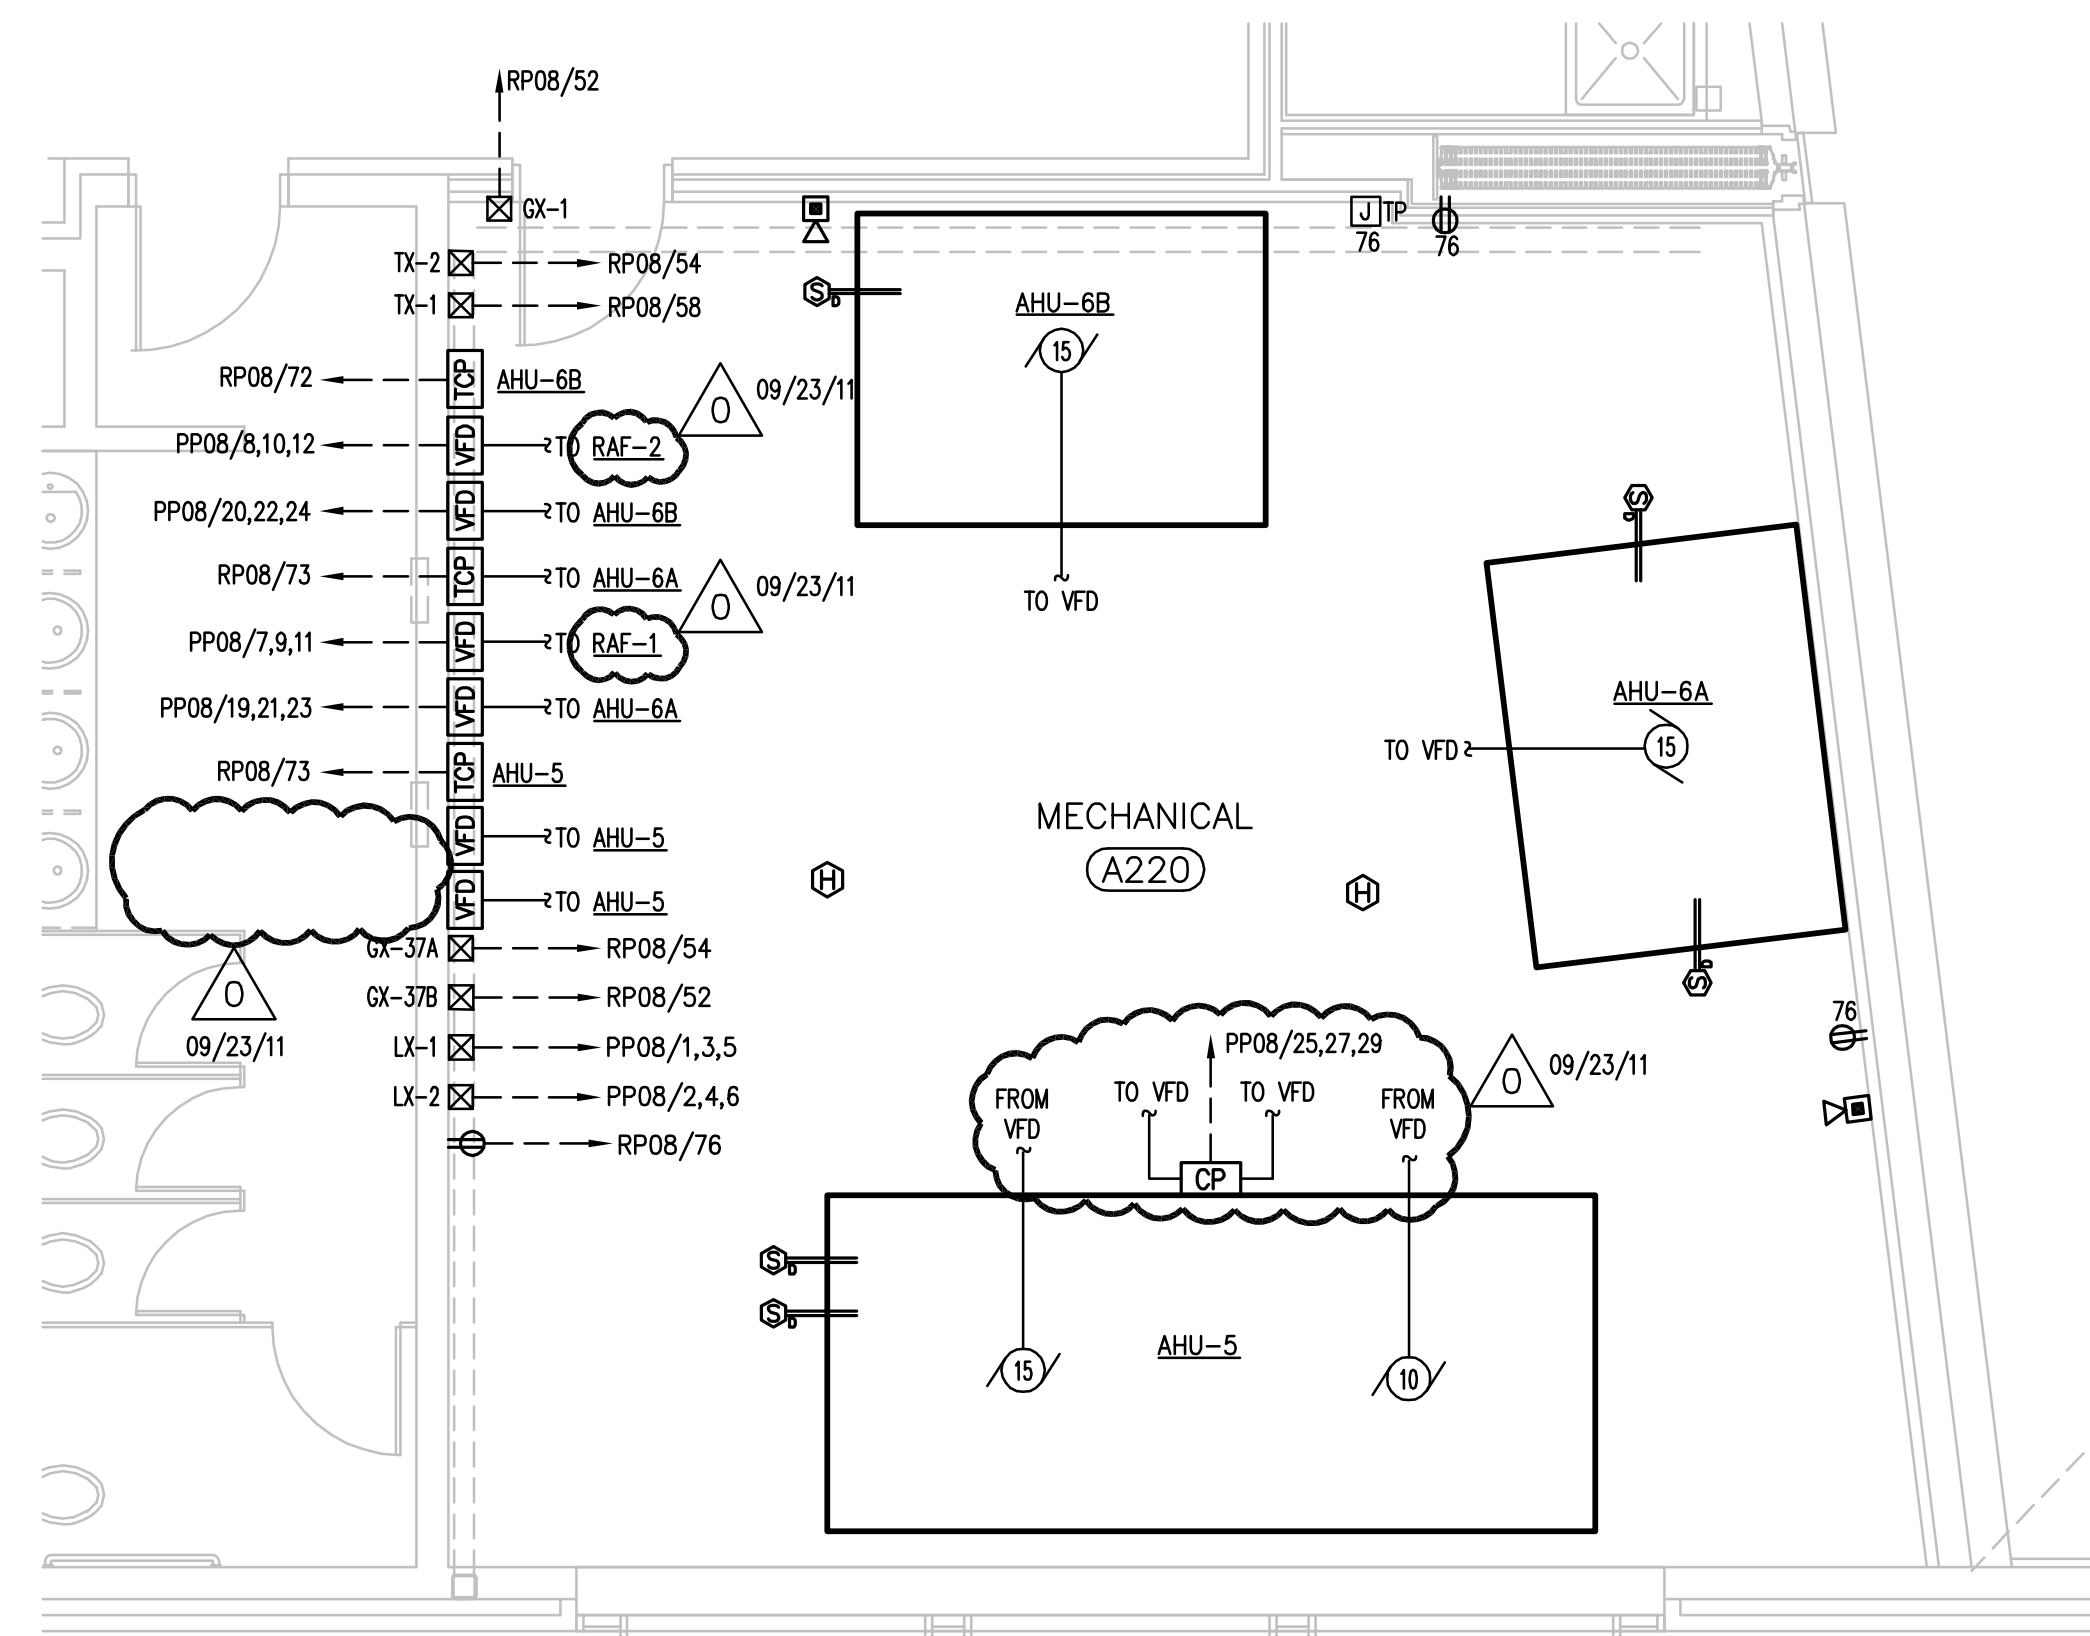 RP08/52
GX-1
TX-2 RP08/54
TX-1 RP08/58
RP08/72 TCP AHU-6B
0 09/23/11
PP08/8,10,12 VFD TO RAF-2
PP08/20,22,24 VFD TO AHU-6B
RP08/73 TCP TO AHU-6A
0 09/23/11
PP08/7,9,11 VFD TO RAF-1
PP08/19,21,23 VFD TO AHU-6A
RP08/73 TCP AHU-5
VFD TO AHU-5
VFD TO AHU-5
GX-37A RP08/54
GX-37B RP08/52
0
09/23/11
LX-1 PP08/1,3,5
LX-2 PP08/2,4,6
RP08/76
J TP
76
76
S D
AHU-6B
15
TO VFD
S D
AHU-6A
15
TO VFD
S D
MECHANICAL
A220
H
H
76
PP08/25,27,29
0 09/23/11
TO VFD
TO VFD
FROM
VFD
FROM
VFD
CP
S D
S D
AHU-5
15
10